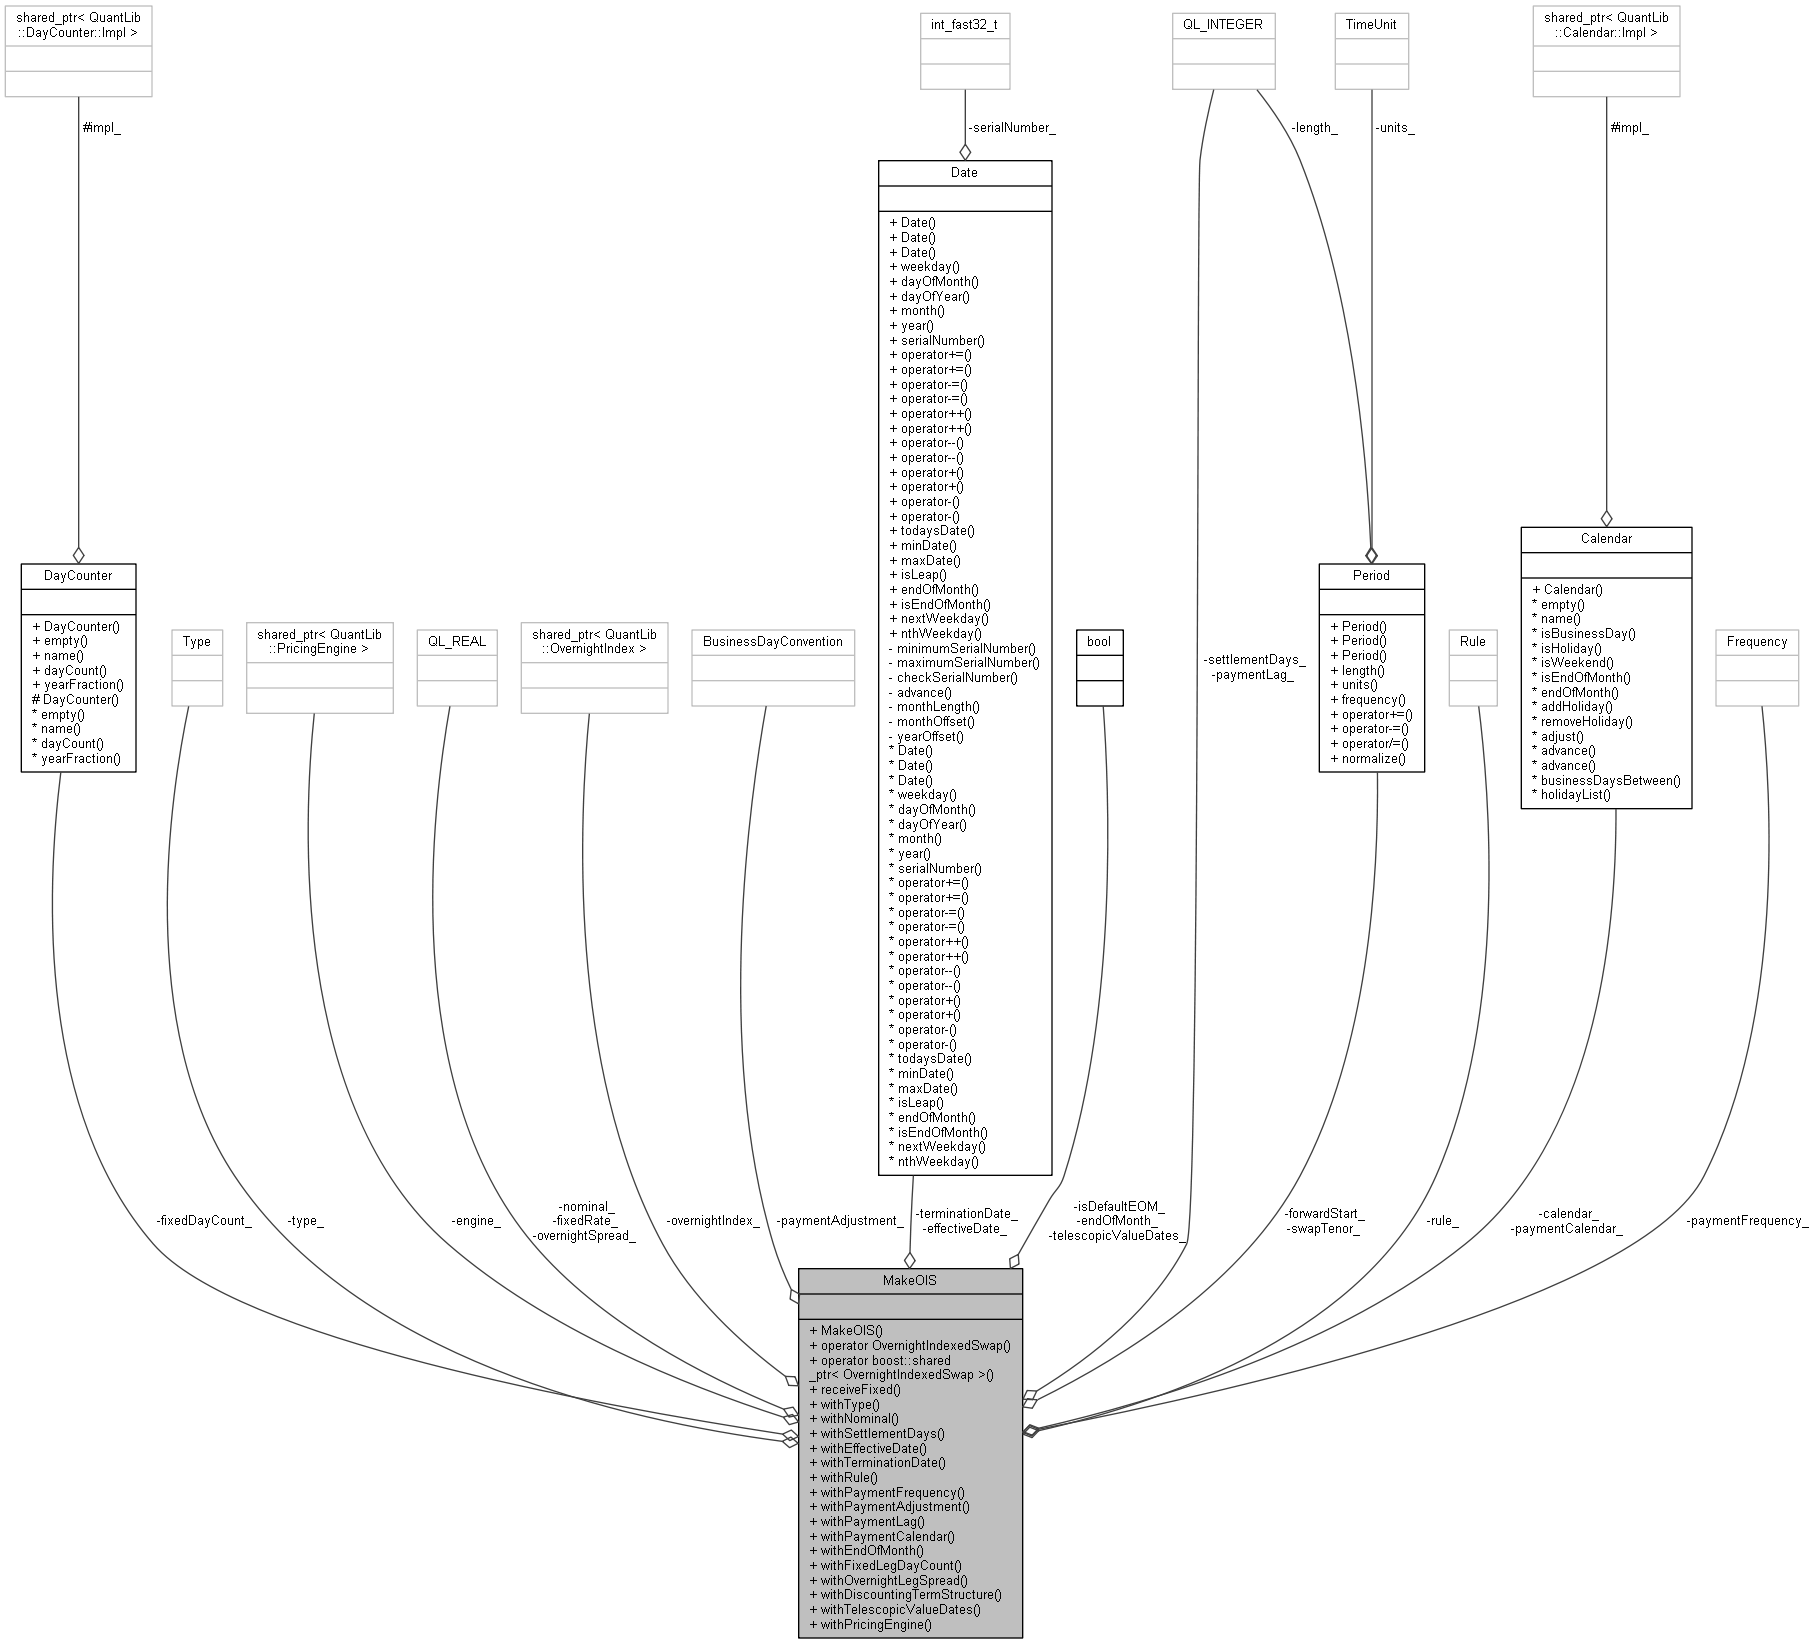 shared_ptr< QuantLib
::DayCounter::Impl >
int_fast32_t
QL_INTEGER
TimeUnit
shared_ptr< QuantLib
::Calendar::Impl >
#impl_
-serialNumber_
-length_
-units_
#impl_
Date
+ Date()
+ Date()
+ Date()
+ weekday()
+ dayOfMonth()
+ dayOfYear()
+ month()
+ year()
+ serialNumber()
+ operator+=()
+ operator+=()
+ operator-=()
+ operator-=()
+ operator++()
+ operator++()
+ operator--()
+ operator--()
+ operator+()
+ operator+()
+ operator-()
+ operator-()
+ todaysDate()
+ minDate()
+ maxDate()
+ isLeap()
+ endOfMonth()
+ isEndOfMonth()
+ nextWeekday()
+ nthWeekday()
- minimumSerialNumber()
- maximumSerialNumber()
- checkSerialNumber()
- advance()
- monthLength()
- monthOffset()
- yearOffset()
* Date()
* Date()
* Date()
* weekday()
* dayOfMonth()
* dayOfYear()
* month()
* year()
* serialNumber()
* operator+=()
* operator+=()
* operator-=()
* operator-=()
* operator++()
* operator++()
* operator--()
* operator--()
* operator+()
* operator+()
* operator-()
* operator-()
* todaysDate()
* minDate()
* maxDate()
* isLeap()
* endOfMonth()
* isEndOfMonth()
* nextWeekday()
* nthWeekday()
DayCounter
+ DayCounter()
+ empty()
+ name()
+ dayCount()
+ yearFraction()
# DayCounter()
* empty()
* name()
* dayCount()
* yearFraction()
Type
shared_ptr< QuantLib
::PricingEngine >
QL_REAL
shared_ptr< QuantLib
::OvernightIndex >
BusinessDayConvention
bool
-settlementDays_
-paymentLag_
Period
+ Period()
+ Period()
+ Period()
+ length()
+ units()
+ frequency()
+ operator+=()
+ operator-=()
+ operator/=()
+ normalize()
Rule
Calendar
+ Calendar()
* empty()
* name()
* isBusinessDay()
* isHoliday()
* isWeekend()
* isEndOfMonth()
* endOfMonth()
* addHoliday()
* removeHoliday()
* adjust()
* advance()
* advance()
* businessDaysBetween()
* holidayList()
Frequency
-fixedDayCount_
-type_
-engine_
-nominal_
-fixedRate_
-overnightSpread_
-overnightIndex_
-paymentAdjustment_
-terminationDate_
-effectiveDate_
-isDefaultEOM_
-endOfMonth_
-telescopicValueDates_
-forwardStart_
-swapTenor_
-rule_
-calendar_
-paymentCalendar_
-paymentFrequency_
MakeOIS
+ MakeOIS()
+ operator OvernightIndexedSwap()
+ operator boost::shared
_ptr< OvernightIndexedSwap >()
+ receiveFixed()
+ withType()
+ withNominal()
+ withSettlementDays()
+ withEffectiveDate()
+ withTerminationDate()
+ withRule()
+ withPaymentFrequency()
+ withPaymentAdjustment()
+ withPaymentLag()
+ withPaymentCalendar()
+ withEndOfMonth()
+ withFixedLegDayCount()
+ withOvernightLegSpread()
+ withDiscountingTermStructure()
+ withTelescopicValueDates()
+ withPricingEngine()